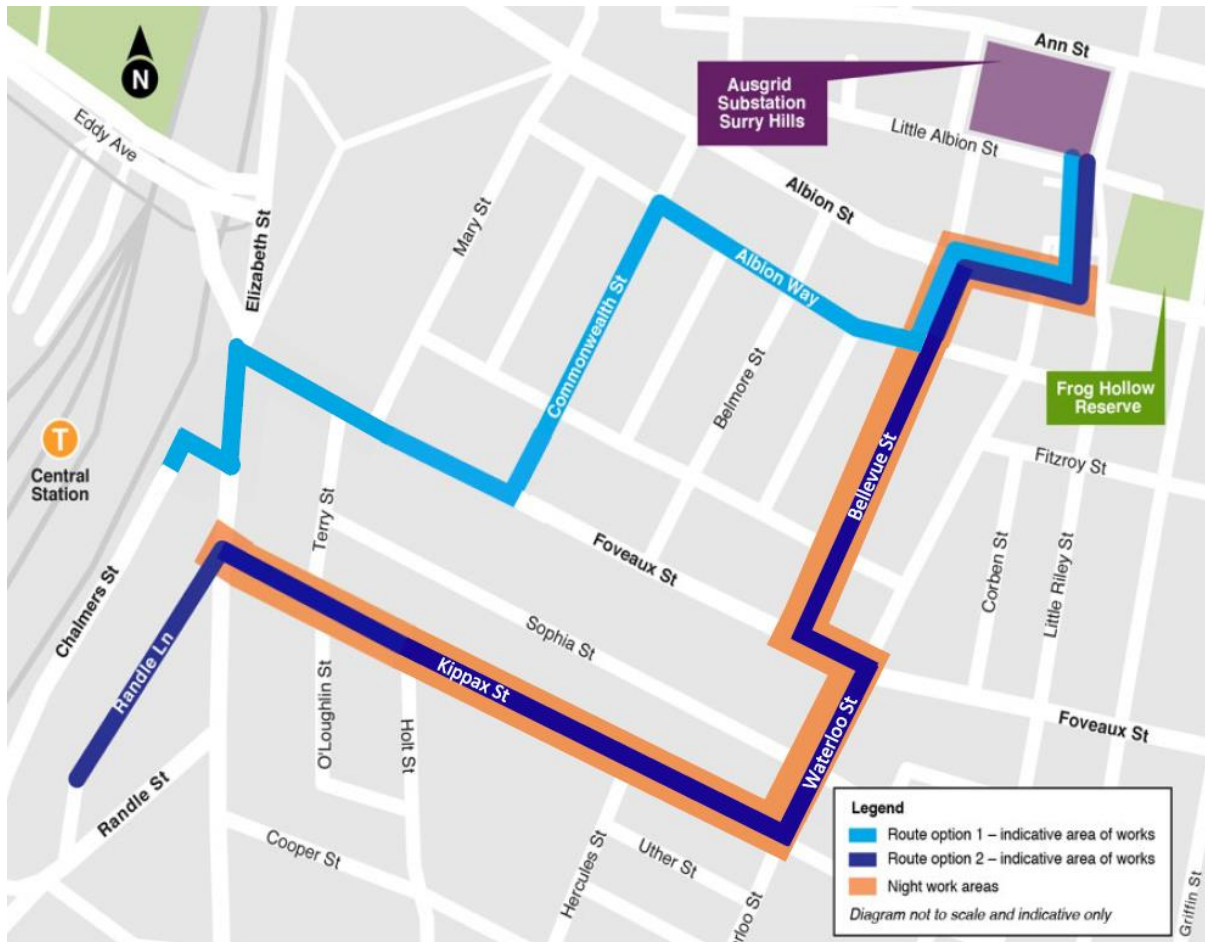 N
Ann St
Ausgrid
Substation
Surry Hills
Eddy Ave
Little Albion St
Albion St
Mary St
Elizabeth St
Albion Way
Commonwealth St
Belmore St
Frog Hollow
Reserve
T
Central
Station
Bellevue St
Fitzroy St
Terry St
Foveaux St
Corben St
Little Riley St
Chalmers St
Sophia St
Randle Ln
Kippax St
O'Loughlin St
Holt St
Waterloo St
Foveaux St
Randle St
Cooper St
Hercules St
Uther St
rloo St
Griffin St
Legend
Route option 1 – indicative area of works
Route option 2 – indicative area of works
Night work areas
Diagram not to scale and indicative only